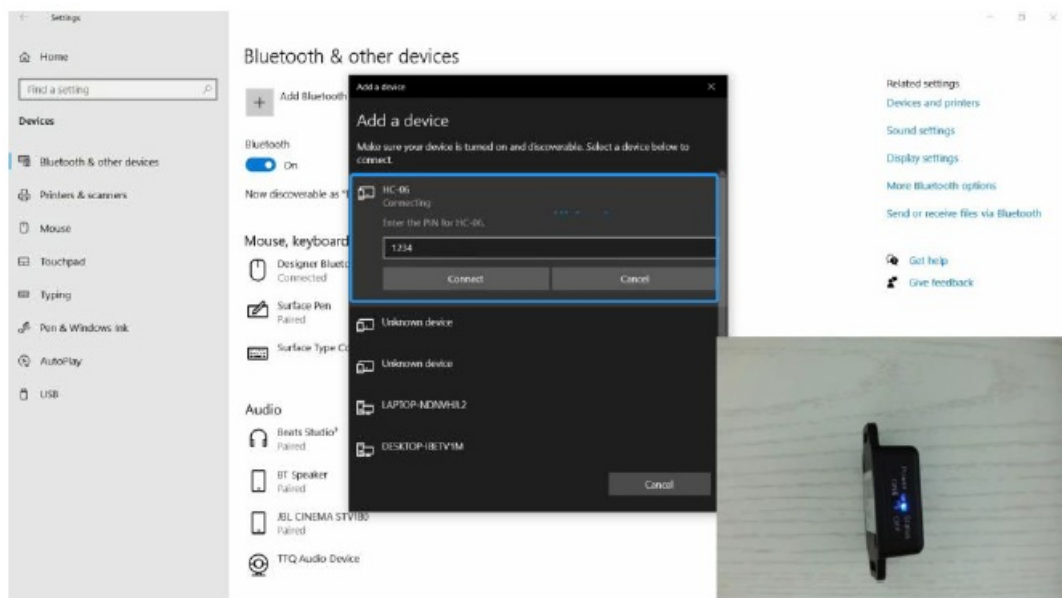 Settings
Home
Find a setting
Devices
Bluetooth & other devices
Printers & scanners
Mouse
Touchpad
Typing
Pen & Windows Ink
AutoPlay
USB
Bluetooth & other devices
Add Bluetooth
Bluetooth
On
Now discoverable as
Mouse, keyboard
Designer Blueto
Connected
Surface Pen
Paired
Surface Type Co
Audio
Beats Studio³
Paired
BT Speaker
Paired
JBL CINEMA STV180
Paired
TTQ Audio Device
Add a device
Add a device
Make sure your device is turned on and discoverable. Select a device below to
connect.
HC-06
Connecting
Enter the PIN for HC-06.
1234
Connect
Cancel
Unknown device
Unknown device
DESKTOP-IBETV1M
Cancel
Related settings
Devices and printers
Sound settings
Display settings
More Bluetooth options
Send or receive files via Bluetooth
Get help
Give feedback
Power
Status